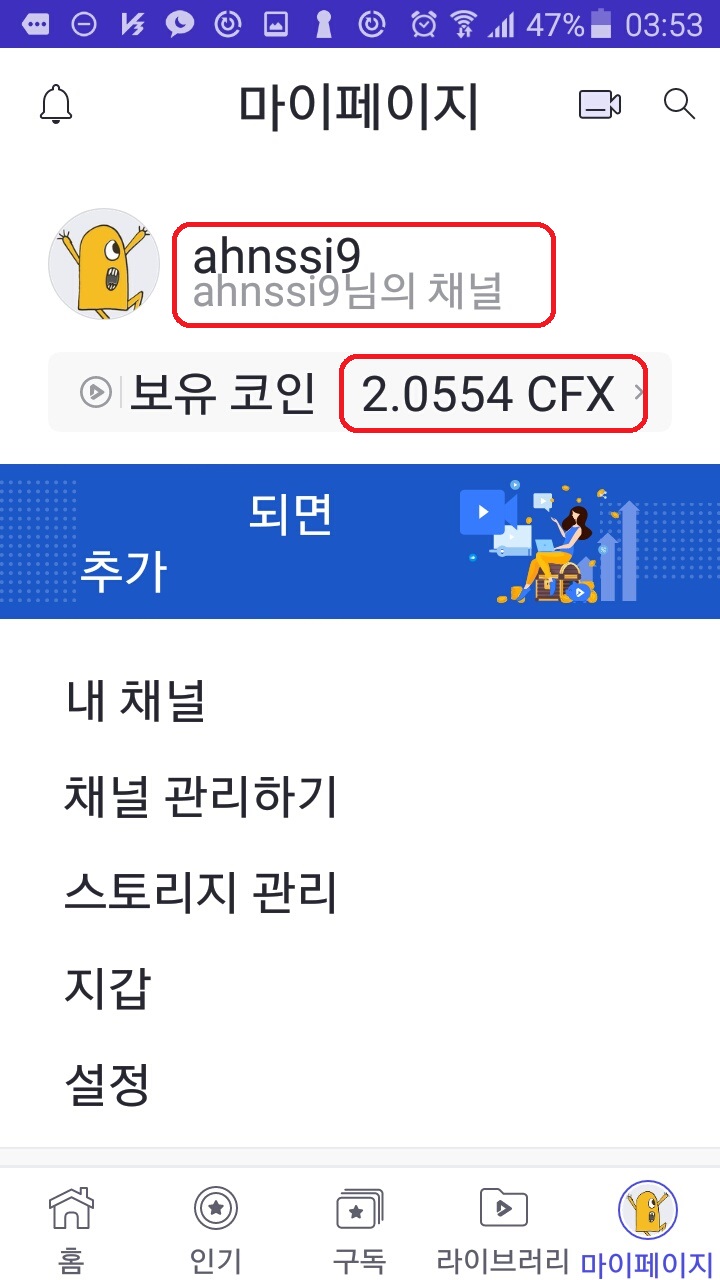 47% 03:53
마이페이지
ahnssi9
ahnssi9님의 채널
보유 코인 2.0554 CFX
되면
추가
내 채널
채널 관리하기
스토리지 관리
지갑
설정
홈 인기 구독 라이브러리 마이페이지